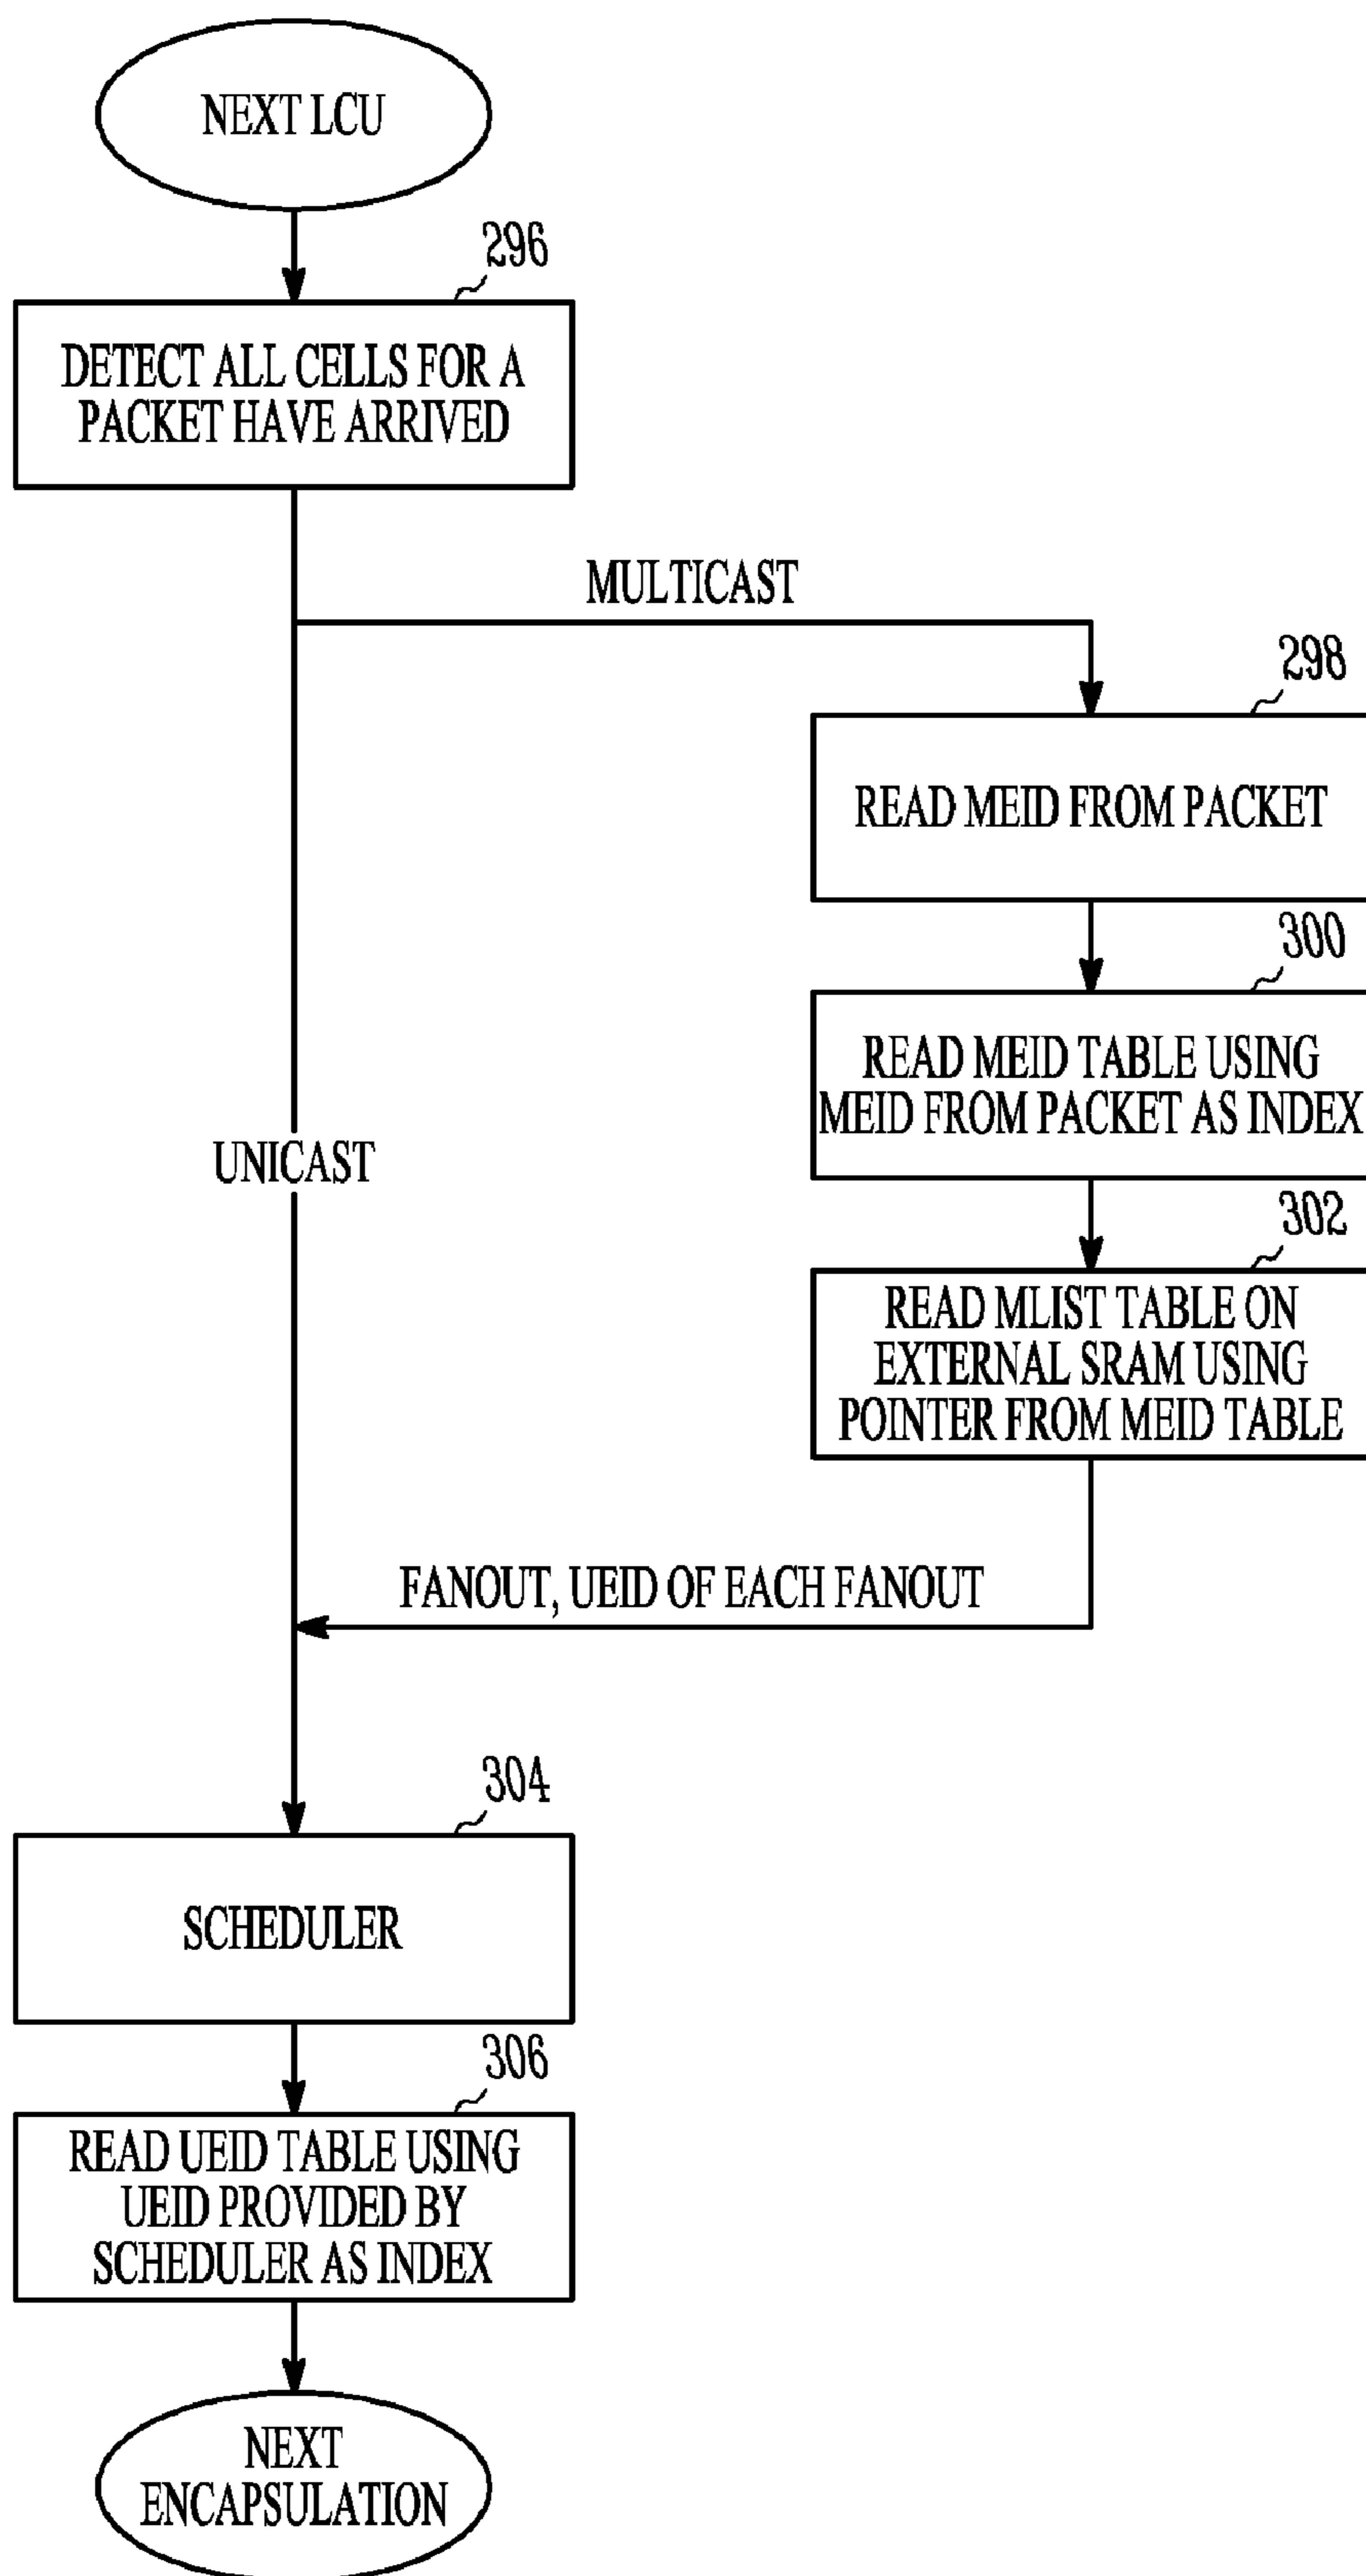 NEXT LCU
296
DETECT ALL CELLS FOR A
PACKET HAVE ARRIVED
MULTICAST
298
READ MEID FROM PACKET
300
READ MEID TABLE USING
MEID FROM PACKET AS INDEX
UNICAST
302
READ MLIST TABLE ON
EXTERNAL SRAM USING
POINTER FROM MEID TABLE
FANOUT, UEID OF EACH FANOUT
304
SCHEDULER
306
READ UEID TABLE USING
UEID PROVIDED BY
SCHEDULER AS INDEX
NEXT
ENCAPSULATION